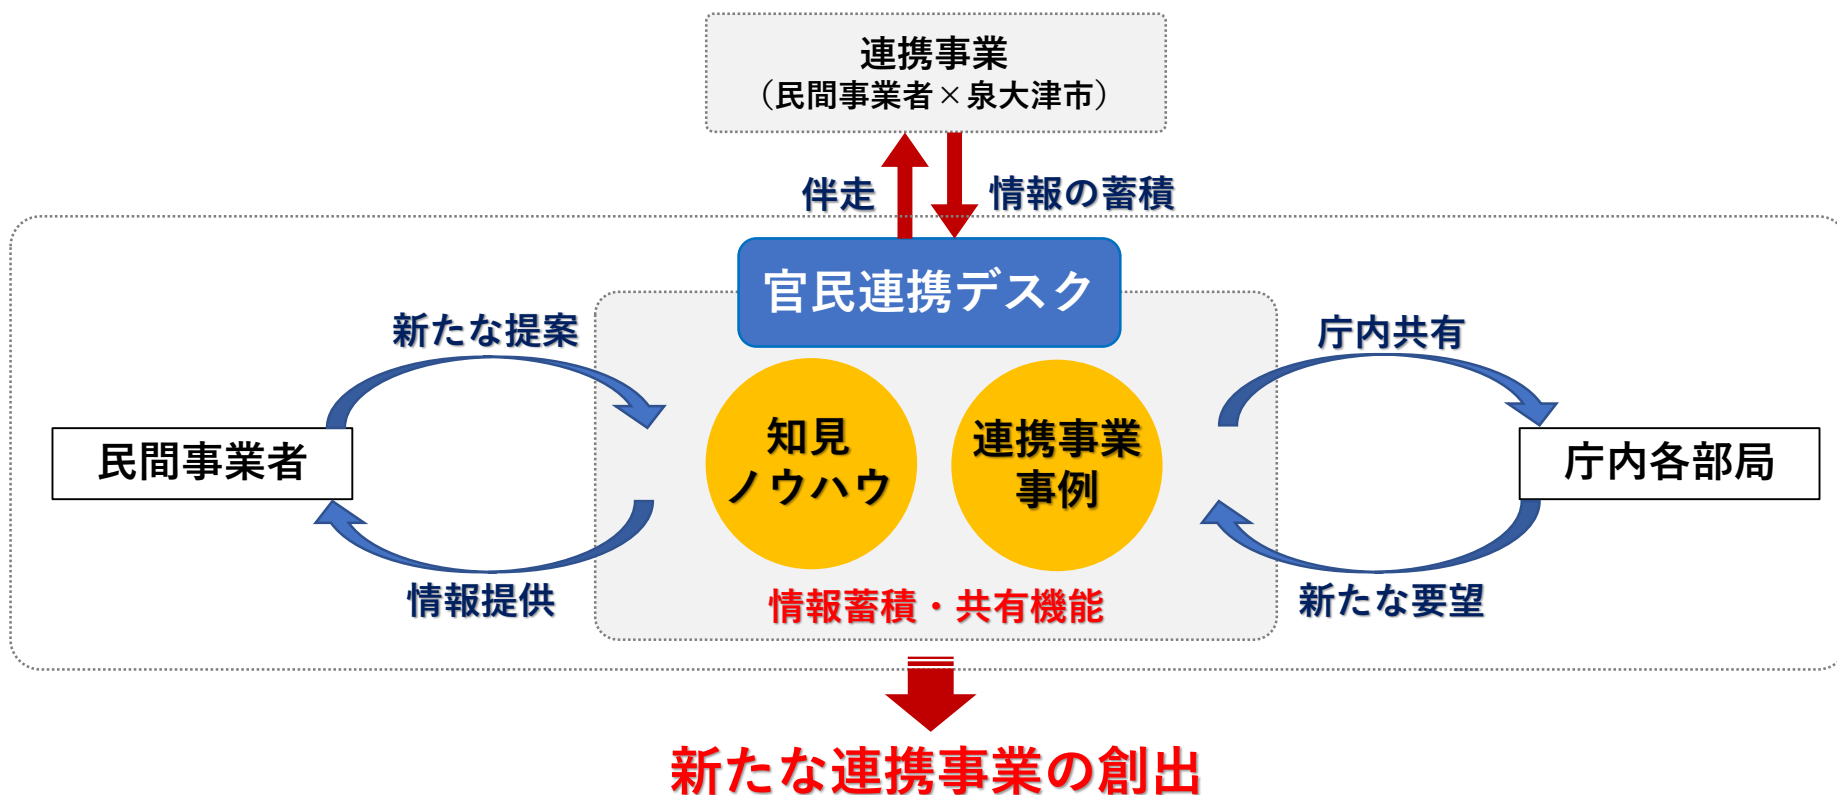 連携事業
（民間事業者×泉大津市）
伴走
情報の蓄積
官民連携デスク
新たな提案
庁内共有
民間事業者
知見
ノウハウ
連携事業
事例
庁内各部局
情報提供
情報蓄積・共有機能
新たな要望
新たな連携事業の創出